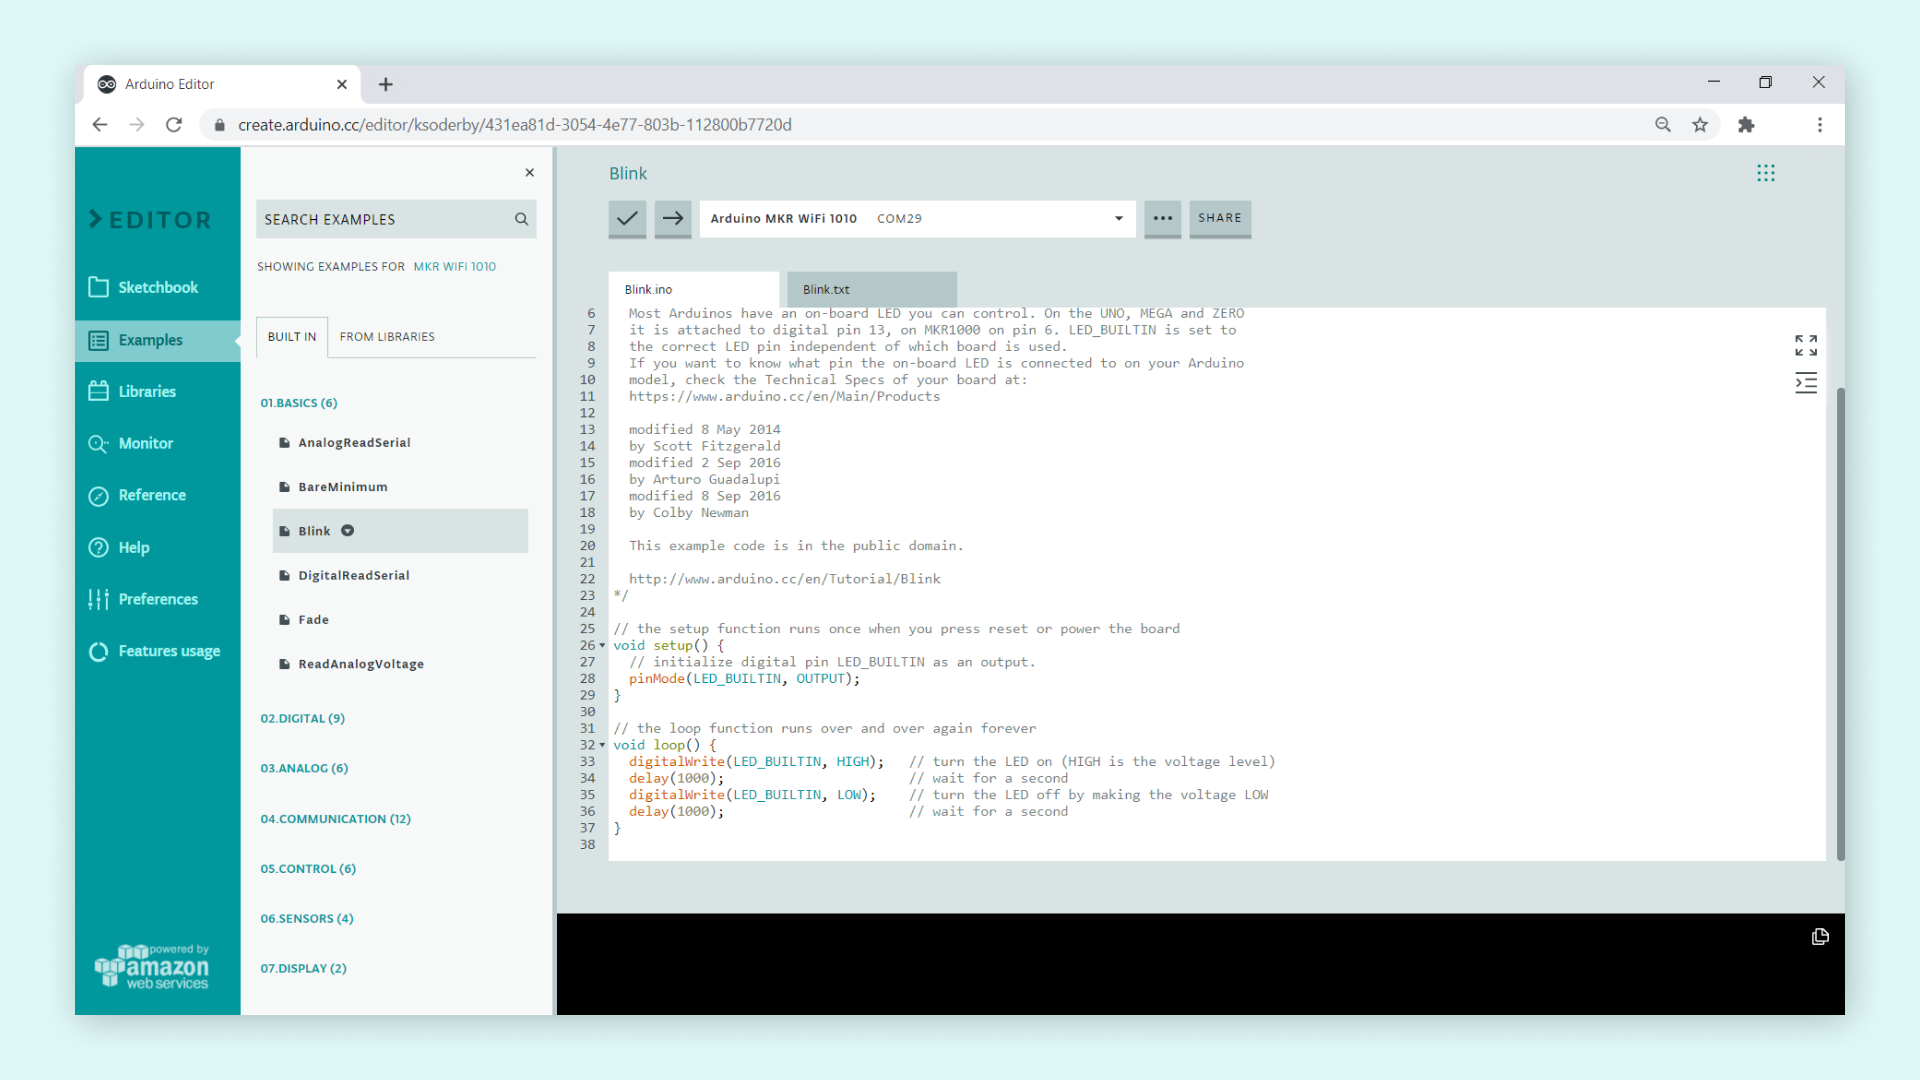 Arduino Editor
create.arduino.cc/editor/ksoderby/431ea81d-3054-4e77-803b-112800b7720d
EDITOR
Sketchbook
Examples
Libraries
Monitor
Reference
Help
Preferences
Features usage
powered by
amazon
web services
SEARCH EXAMPLES
SHOWING EXAMPLES FOR MKR WIFI 1010
BUILT IN FROM LIBRARIES
01.BASICS (6)
AnalogReadSerial
BareMinimum
Blink
DigitalReadSerial
Fade
ReadAnalogVoltage
02.DIGITAL (9)
03.ANALOG (6)
04.COMMUNICATION (12)
05.CONTROL (6)
06.SENSORS (4)
07.DISPLAY (2)
Blink
Arduino MKR WiFi 1010 COM29
SHARE
Blink.ino Blink.txt
6 Most Arduinos have an on-board LED you can control. On the UNO, MEGA and ZERO
7 it is attached to digital pin 13, on MKR1000 on pin 6. LED_BUILTIN is set to
8 the correct LED pin independent of which board is used.
9 If you want to know what pin the on-board LED is connected to on your Arduino
10 model, check the Technical Specs of your board at:
11 https://www.arduino.cc/en/Main/Products
12
13 modified 8 May 2014
14 by Scott Fitzgerald
15 modified 2 Sep 2016
16 by Arturo Guadalupi
17 modified 8 Sep 2016
18 by Colby Newman
19
20 This example code is in the public domain.
21
22 http://www.arduino.cc/en/Tutorial/Blink
23 */
24
25 // the setup function runs once when you press reset or power the board
26 void setup() {
27 // initialize digital pin LED_BUILTIN as an output.
28 pinMode(LED_BUILTIN, OUTPUT);
29 }
30
31 // the loop function runs over and over again forever
32 void loop() {
33 digitalWrite(LED_BUILTIN, HIGH); // turn the LED on (HIGH is the voltage level)
34 delay(1000); // wait for a second
35 digitalWrite(LED_BUILTIN, LOW); // turn the LED off by making the voltage LOW
36 delay(1000); // wait for a second
37 }
38